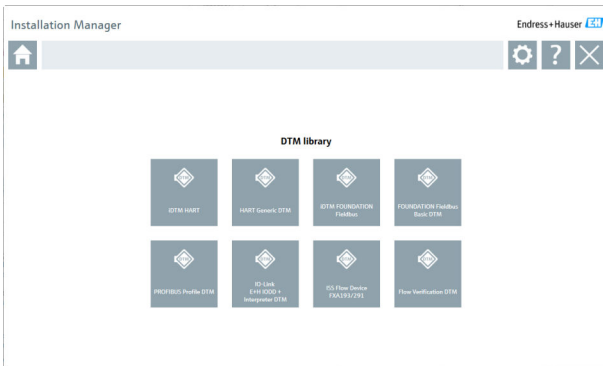 Installation Manager
Endress+Hauser EH
?
DTM library
iDTM HART
HART Generic DTM
iDTM FOUNDATION
Fieldbus
FOUNDATION Fieldbus
Basic DTM
PROFIBUS Profile DTM
IO-Link
E+H IODD +
Interpreter DTM
ISS Flow Device
FXA193/291
Flow Verification DTM